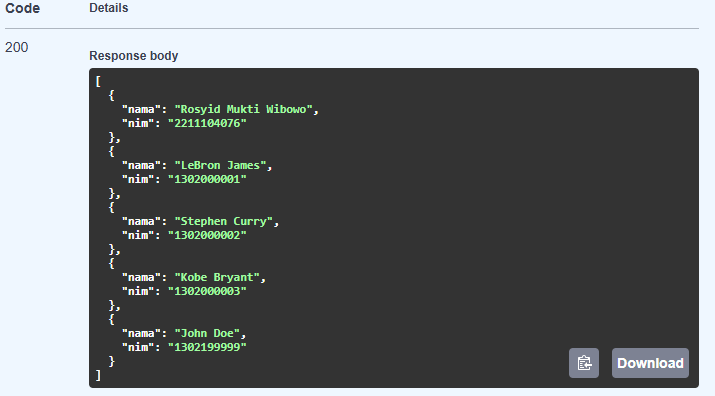 Code Details
200
Response body
[
  {
    "nama": "Rosyid Mukti Wibowo",
    "nim": "2211104076"
  },
  {
    "nama": "LeBron James",
    "nim": "1302000001"
  },
  {
    "nama": "Stephen Curry",
    "nim": "1302000002"
  },
  {
    "nama": "Kobe Bryant",
    "nim": "1302000003"
  },
  {
    "nama": "John Doe",
    "nim": "1302199999"
  }
]
Download